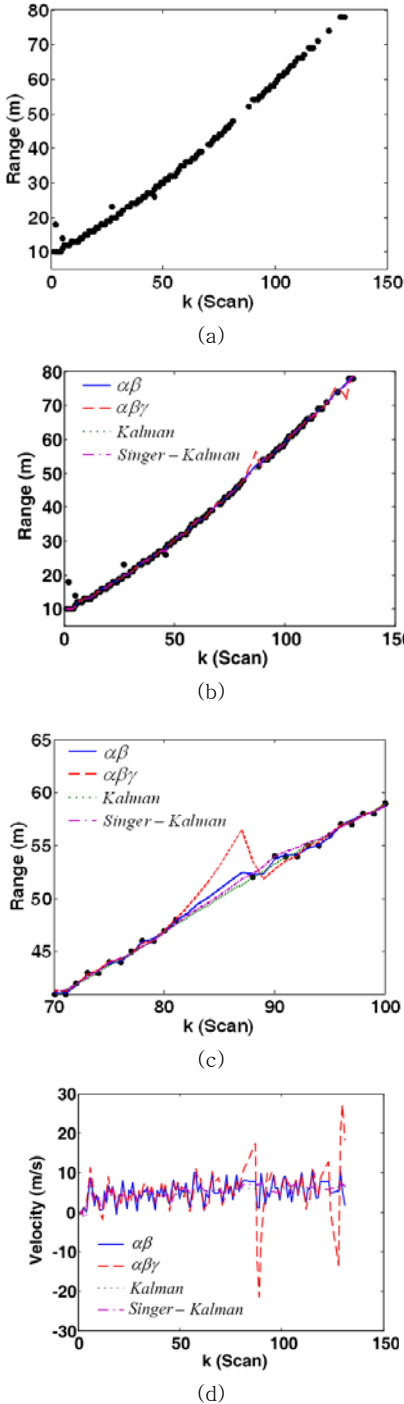 80
70
60
50
40
30
20
10
0
50
100
150
Range (m)
k (Scan)
(a)
80
70
60
50
40
30
20
10
0
50
100
150
Range (m)
k (Scan)
αβ
αβγ
Kalman
Singer – Kalman
(b)
65
60
55
50
45
70
80
90
100
Range (m)
k (Scan)
αβ
αβγ
Kalman
Singer – Kalman
(c)
30
20
10
0
-10
-20
-30
0
50
100
150
Velocity (m/s)
k (Scan)
αβ
αβγ
Kalman
Singer – Kalman
(d)